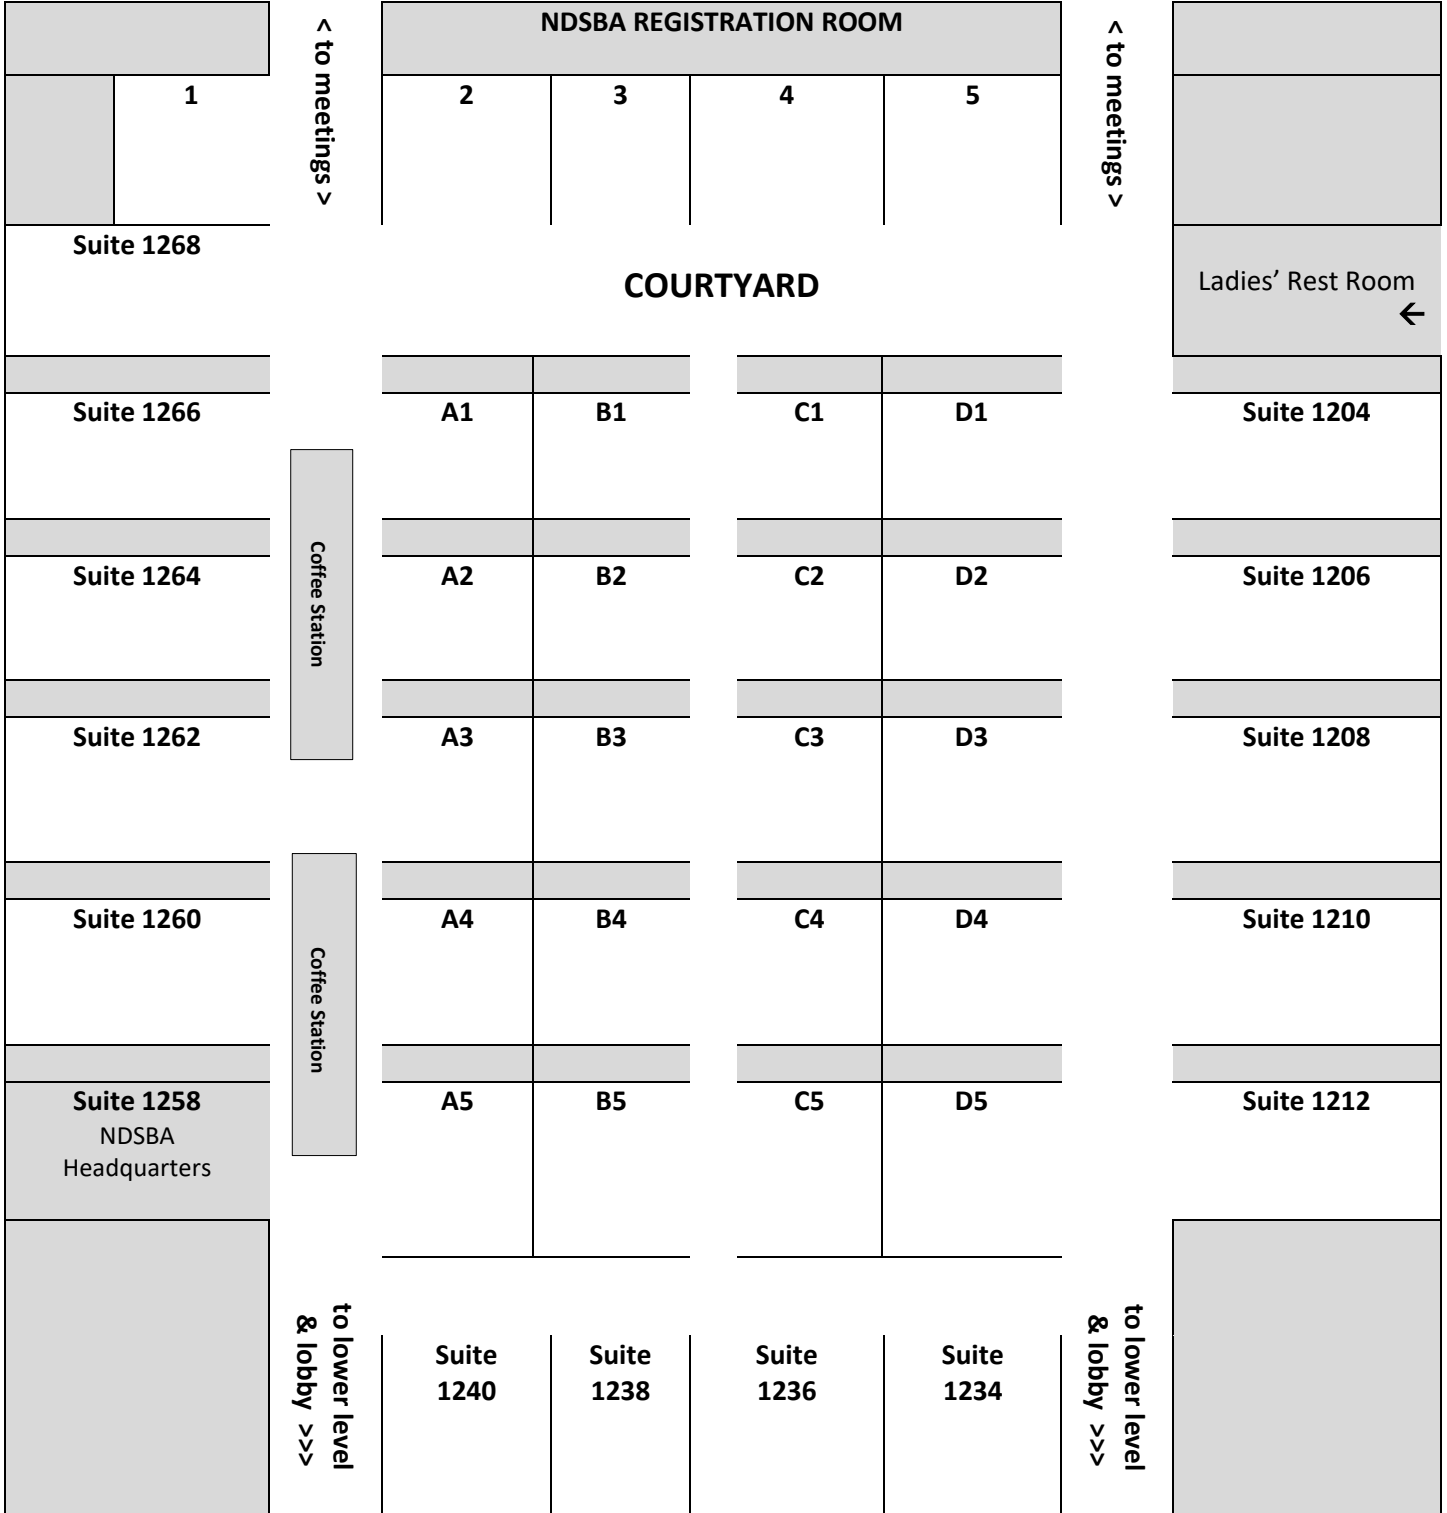 NDSBA REGISTRATION ROOM
< to meetings >
< to meetings >
1
2
3
4
5
Suite 1268
COURTYARD
Ladies’ Rest Room
←
Suite 1266
A1
B1
C1
D1
Suite 1204
Coffee Station
Suite 1264
A2
B2
C2
D2
Suite 1206
Suite 1262
A3
B3
C3
D3
Suite 1208
Suite 1260
A4
B4
C4
D4
Suite 1210
Coffee Station
Suite 1258
NDSBA
Headquarters
A5
B5
C5
D5
Suite 1212
to lower level
& lobby >>>
Suite
1240
Suite
1238
Suite
1236
Suite
1234
to lower level
& lobby >>>